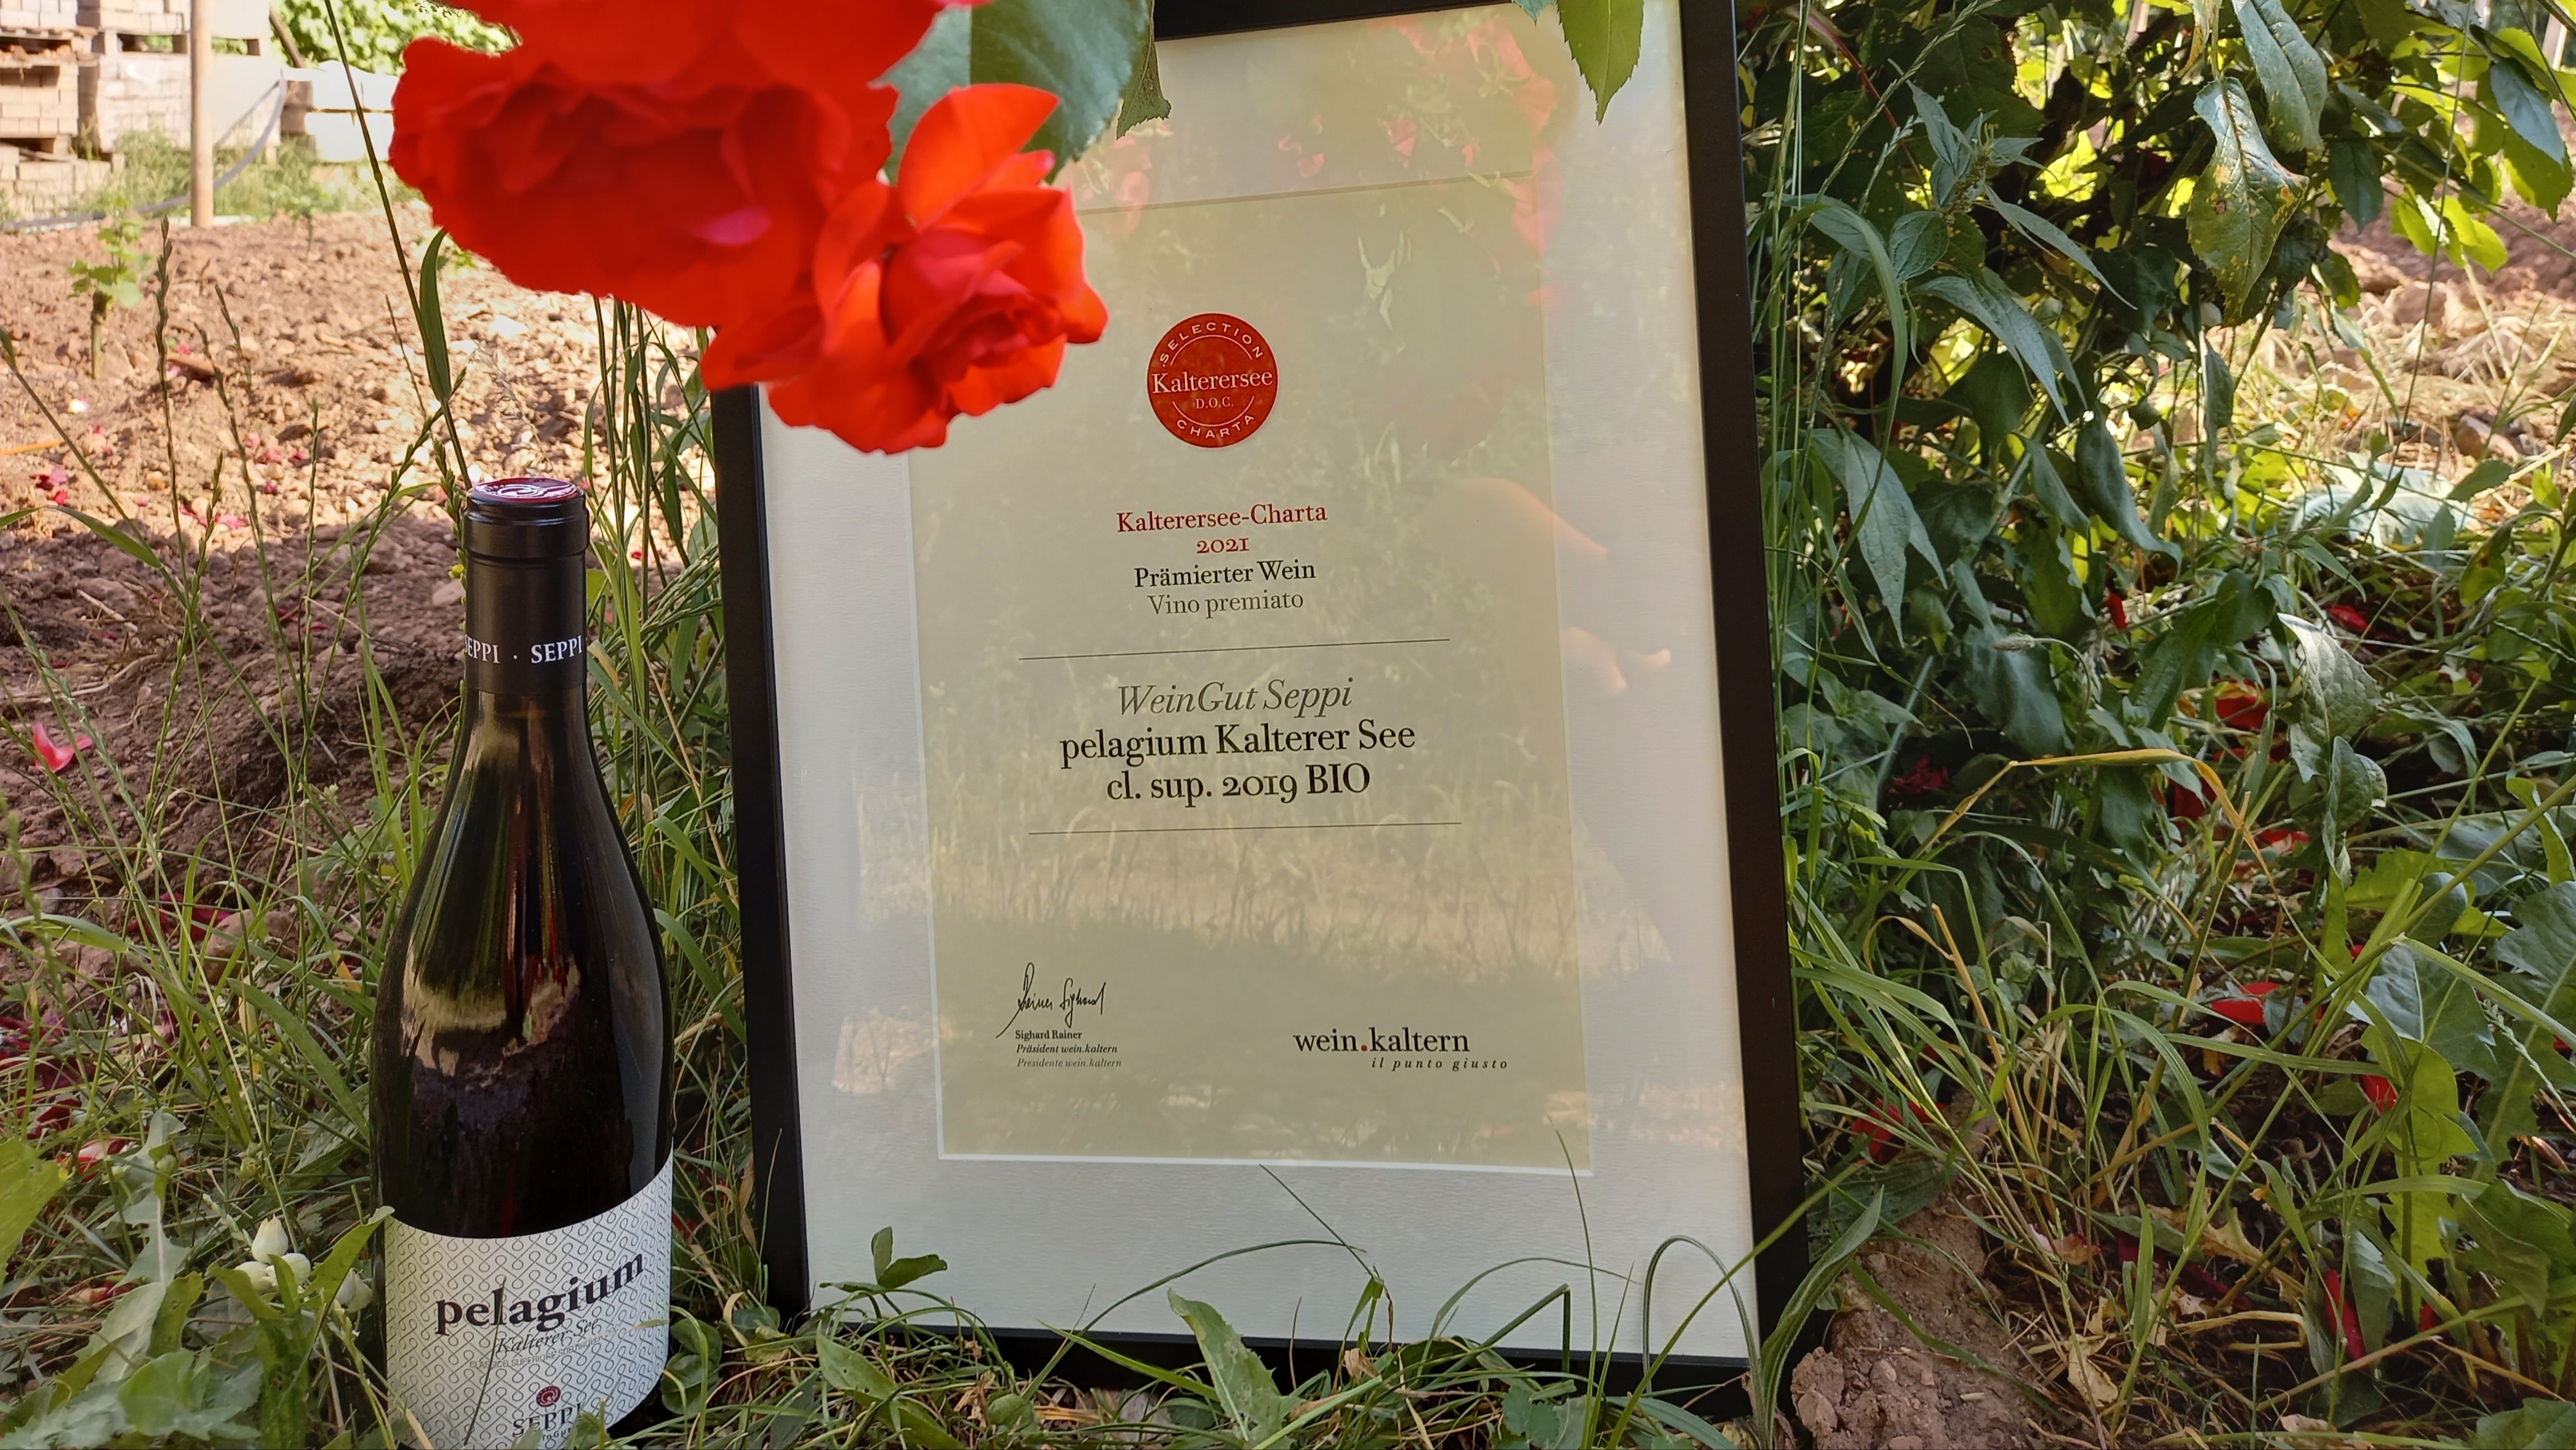 SELECTION
Kalterersee
D.O.C.
CHARTA
Kalterersee-Charta
2021
Prämierter Wein
Vino premiato
WeinGut Seppi
pelagium Kalterer See
cl. sup. 2019 BIO
Sighard Rainer
Präsident wein.kaltern
Presidente wein.kaltern
wein.kaltern
il punto giusto
SEPPI · SEPPI
pelagium
Kalterer See
CLASSICO SUPERIORE
SEPPI